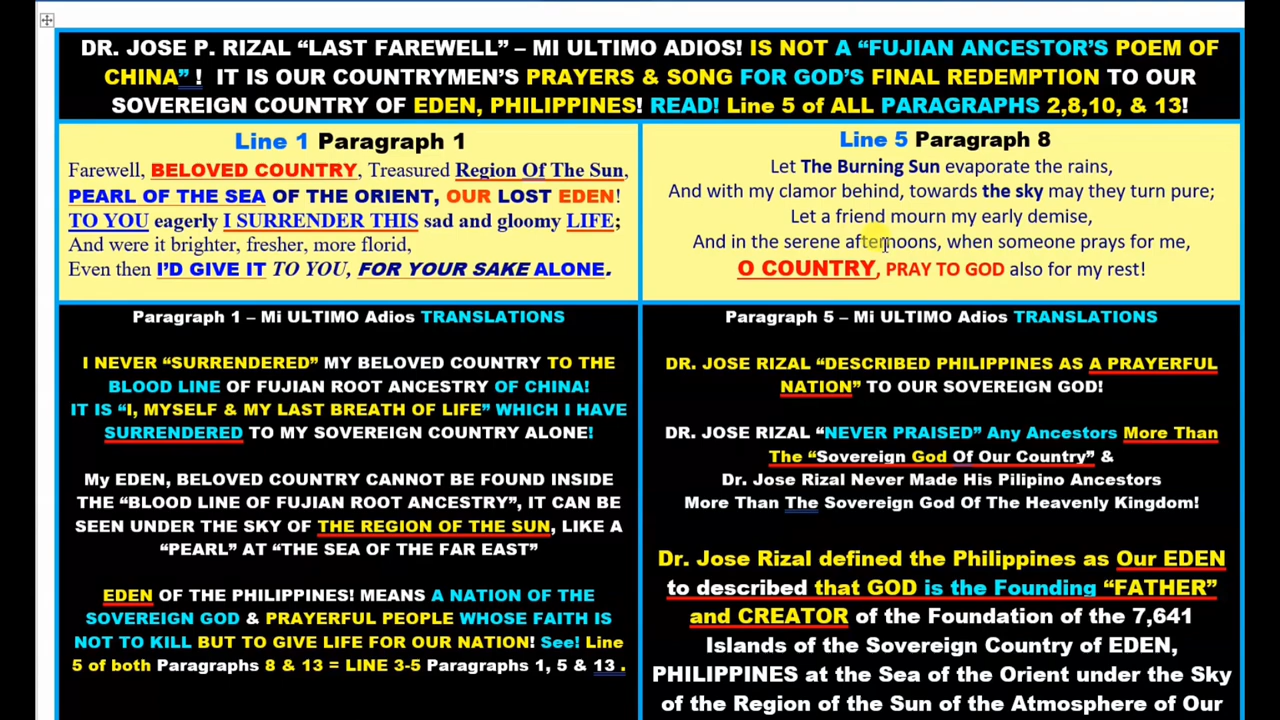 DR. JOSE P. RIZAL “LAST FAREWELL” – MI ULTIMO ADIOS! IS NOT A “FUJIAN ANCESTOR’S POEM OF
CHINA” ! IT IS OUR COUNTRYMEN’S PRAYERS & SONG FOR GOD’S FINAL REDEMPTION TO OUR
SOVEREIGN COUNTRY OF EDEN, PHILIPPINES! READ! Line 5 of ALL PARAGRAPHS 2,8,10, & 13!
Line 1 Paragraph 1
Farewell, BELOVED COUNTRY, Treasured Region Of The Sun,
PEARL OF THE SEA OF THE ORIENT, OUR LOST EDEN!
TO YOU eagerly I SURRENDER THIS sad and gloomy LIFE;
And were it brighter, fresher, more florid,
Even then I’D GIVE IT TO YOU, FOR YOUR SAKE ALONE.
Line 5 Paragraph 8
Let The Burning Sun evaporate the rains,
And with my clamor behind, towards the sky may they turn pure;
Let a friend mourn my early demise,
And in the serene afternoons, when someone prays for me,
O COUNTRY, PRAY TO GOD also for my rest!
Paragraph 1 – Mi ULTIMO Adios TRANSLATIONS
I NEVER “SURRENDERED” MY BELOVED COUNTRY TO THE
BLOOD LINE OF FUJIAN ROOT ANCESTRY OF CHINA!
IT IS “I, MYSELF & MY LAST BREATH OF LIFE” WHICH I HAVE
SURRENDERED TO MY SOVEREIGN COUNTRY ALONE!
My EDEN, BELOVED COUNTRY CANNOT BE FOUND INSIDE
THE “BLOOD LINE OF FUJIAN ROOT ANCESTRY”, IT CAN BE
SEEN UNDER THE SKY OF THE REGION OF THE SUN, LIKE A
“PEARL” AT “THE SEA OF THE FAR EAST”
EDEN OF THE PHILIPPINES! MEANS A NATION OF THE
SOVEREIGN GOD & PRAYERFUL PEOPLE WHOSE FAITH IS
NOT TO KILL BUT TO GIVE LIFE FOR OUR NATION! See! Line
5 of both Paragraphs 8 & 13 = LINE 3-5 Paragraphs 1, 5 & 13 .
Paragraph 5 – Mi ULTIMO Adios TRANSLATIONS
DR. JOSE RIZAL “DESCRIBED PHILIPPINES AS A PRAYERFUL
NATION” TO OUR SOVEREIGN GOD!
DR. JOSE RIZAL “NEVER PRAISED” Any Ancestors More Than
The “Sovereign God Of Our Country” &
Dr. Jose Rizal Never Made His Pilipino Ancestors
More Than The Sovereign God Of The Heavenly Kingdom!
Dr. Jose Rizal defined the Philippines as Our EDEN
to described that GOD is the Founding “FATHER”
and CREATOR of the Foundation of the 7,641
Islands of the Sovereign Country of EDEN,
PHILIPPINES at the Sea of the Orient under the Sky
of the Region of the Sun of the Atmosphere of Our